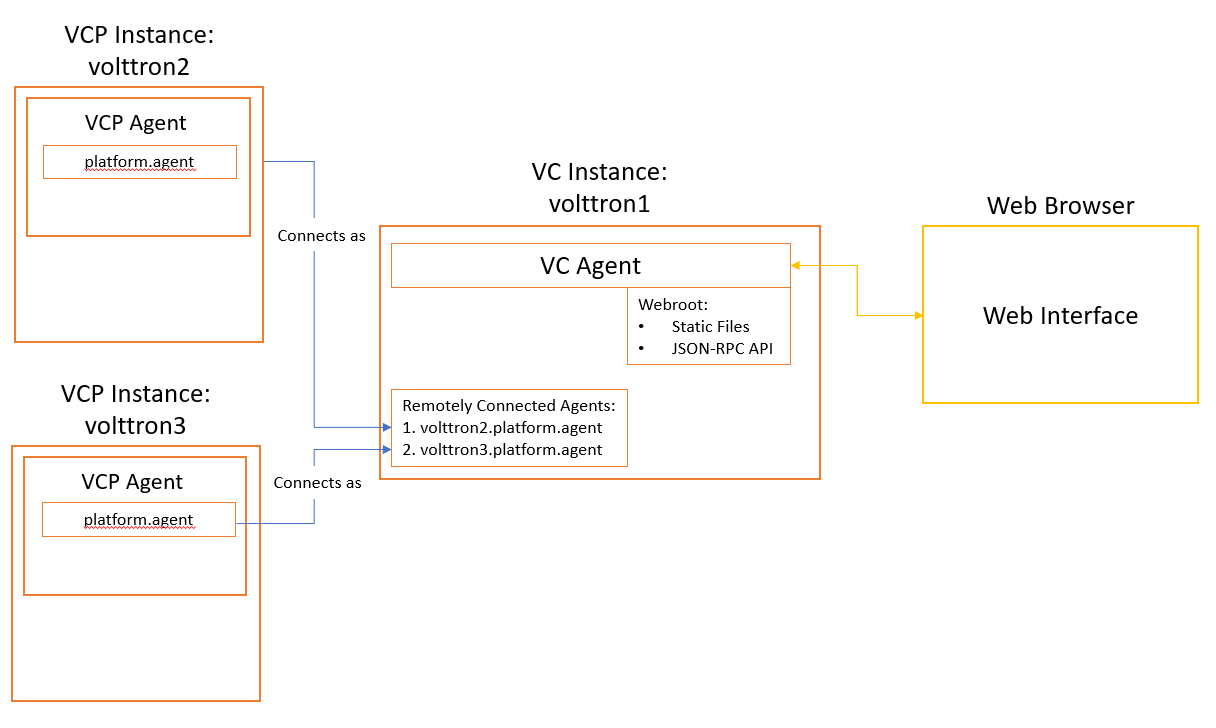 VCP Instance:
volttron2
VCP Agent
platform.agent
Connects as
VCP Instance:
volttron3
VCP Agent
platform.agent
Connects as
VC Instance:
volttron1
VC Agent
Webroot:
• Static Files
• JSON-RPC API
Remotely Connected Agents:
1. volttron2.platform.agent
2. volttron3.platform.agent
Web Browser
Web Interface